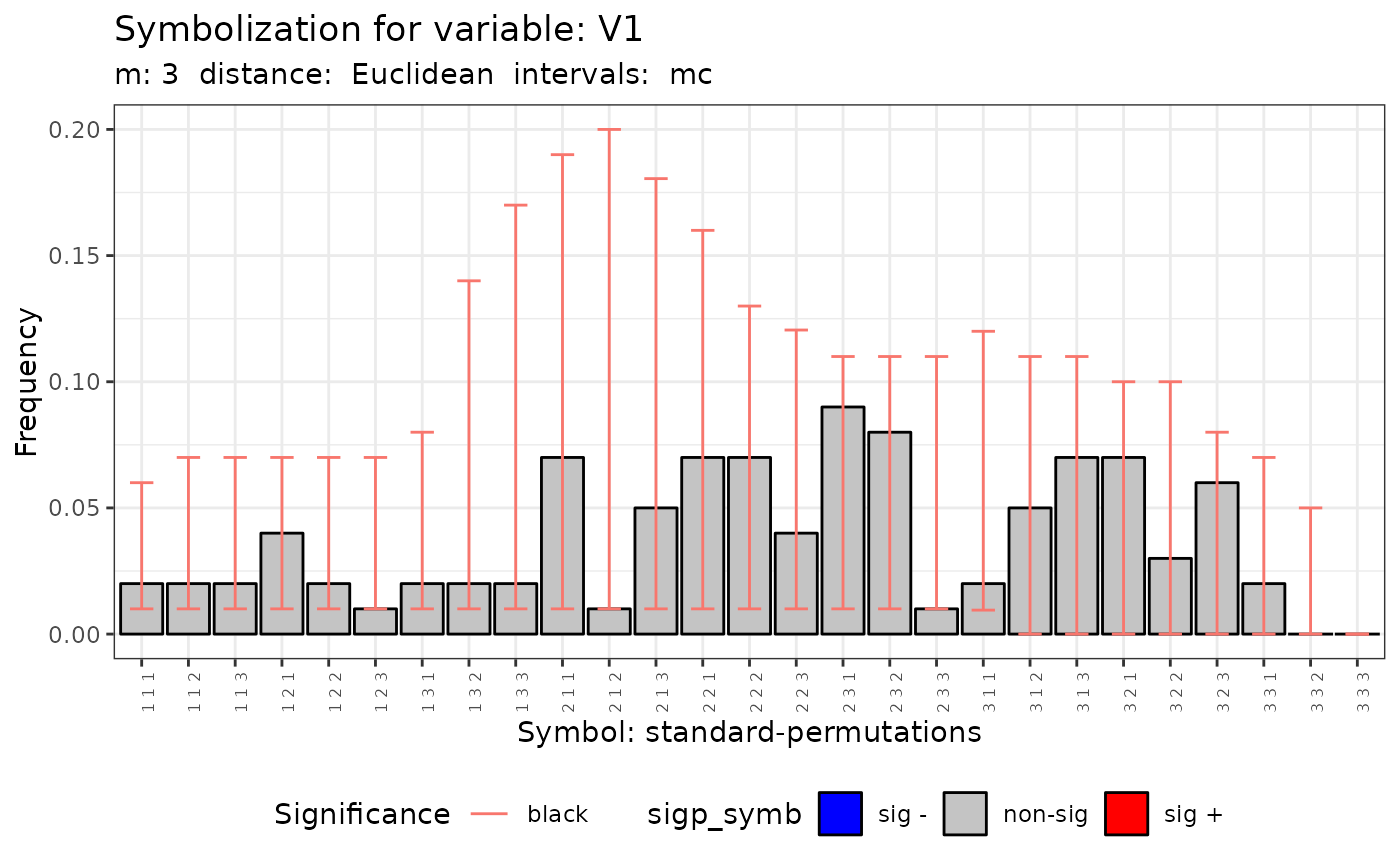 Symbolization for variable: V1
m: 3 distance: Euclidean intervals: mc
Frequency
0.20
0.15
0.10
0.05
0.00
1 1 1
1 1 2
1 1 3
1 2 1
1 2 2
1 2 3
1 3 1
1 3 2
1 3 3
2 1 1
2 1 2
2 1 3
2 2 1
2 2 2
2 2 3
2 3 1
2 3 2
2 3 3
3 1 1
3 1 2
3 1 3
3 2 1
3 2 2
3 2 3
3 3 1
3 3 2
3 3 3
Symbol: standard-permutations
Significance black sigp_symb sig - non-sig sig +